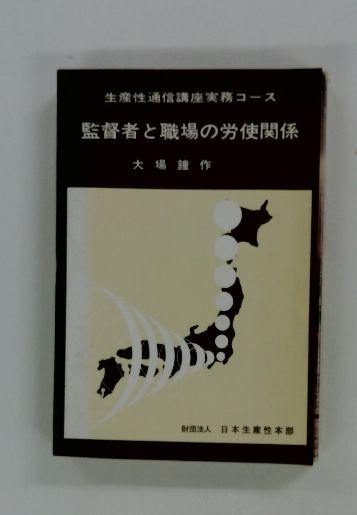 生産性通信講座実務コース
監督者と職場の労使関係
大場鐘作
財団法人 日本生産性本部